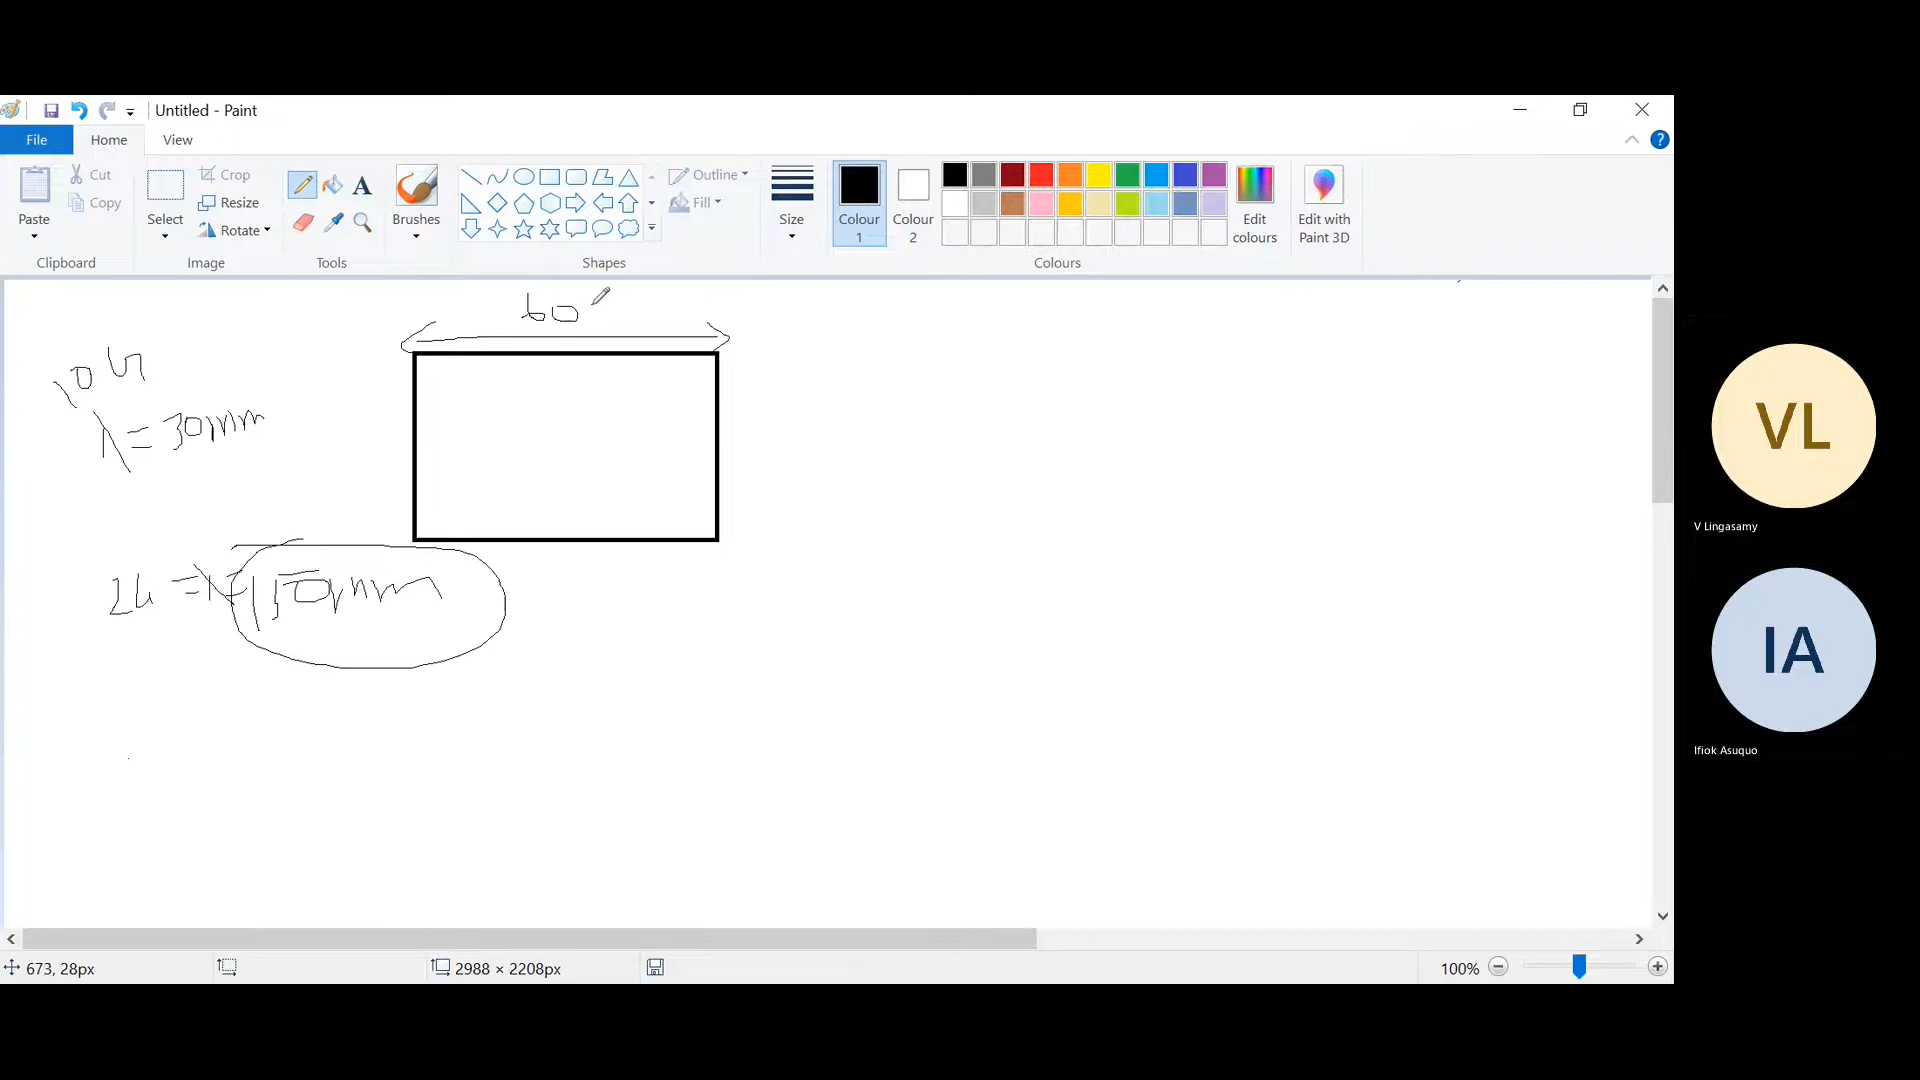 Untitled - Paint
File
Home
View
Paste
Cut
Copy
Clipboard
Select
Crop
Resize
Rotate
Image
Tools
Brushes
Shapes
Outline
Fill
Size
Colour 1
Colour 2
Edit colours
Edit with Paint 3D
Colours
60
10 G
λ = 30mm
2G = λ = 150mm
VL
V Lingasamy
IA
Ifiok Asuquo
673, 28px
2988 × 2208px
100%